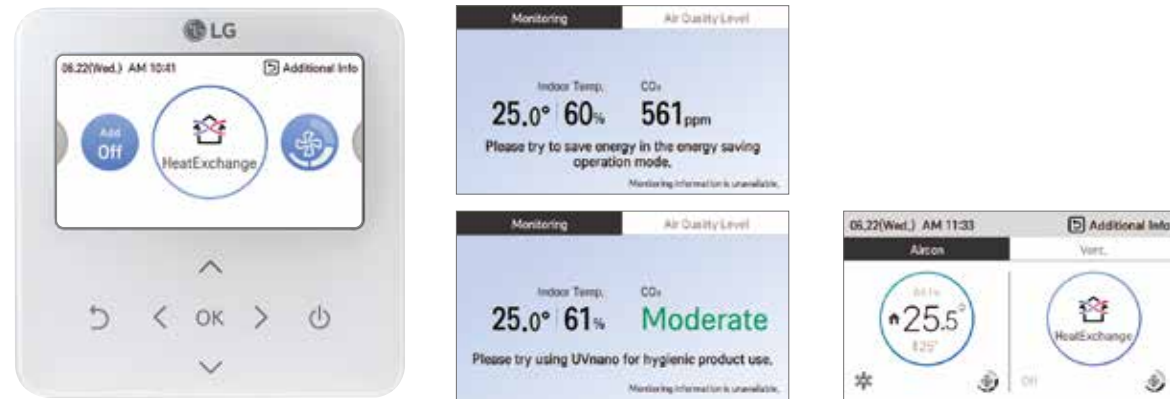 LG
06.22(Wed.) AM 10:41 Additional Info
Add
Off
HeatExchange
OK
Monitoring Air Quality Level
Indoor Temp. CO₂
25.0° 60% 561ppm
Please try to save energy in the energy saving
operation mode.
Monitoring information is unavailable.
Monitoring Air Quality Level
Indoor Temp. CO₂
25.0° 61% Moderate
Please try using UVnano for hygienic product use.
Monitoring information is unavailable.
06.22(Wed.) AM 11:33 Additional Info
Aircon Vent.
25.5°
HeatExchange
Off